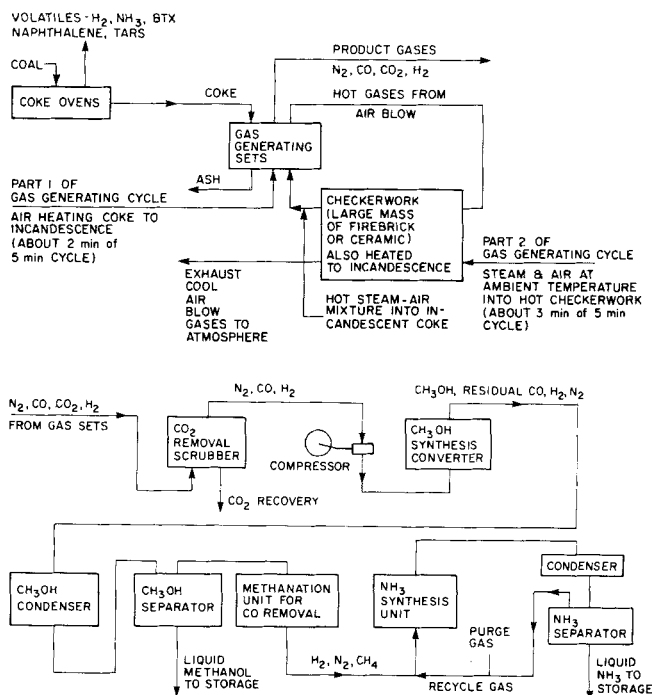 VOLATILES - H2, NH3, BTX
NAPHTHALENE, TARS
COAL
COKE OVENS
COKE
PRODUCT GASES
N2, CO, CO2, H2
HOT GASES FROM
AIR BLOW
GAS
GENERATING
SETS
ASH
PART I OF
GAS GENERATING CYCLE
AIR HEATING COKE TO
INCANDESCENCE
(ABOUT 2 min of
5 min CYCLE)
CHECKERWORK
(LARGE MASS
OF FIREBRICK
OR CERAMIC)
ALSO HEATED
TO INCANDESCENCE
PART 2 OF
GAS GENERATING CYCLE
STEAM & AIR AT
AMBIENT TEMPERATURE
INTO HOT CHECKERWORK
(ABOUT 3 min of 5 min
CYCLE)
EXHAUST
COOL
AIR
BLOW
GASES TO
ATMOSPHERE
HOT STEAM-AIR
MIXTURE INTO IN-
CANDESCENT COKE
N2, CO, CO2, H2
FROM GAS SETS
CO2
REMOVAL
SCRUBBER
N2, CO, H2
CO2 RECOVERY
COMPRESSOR
CH3OH, RESIDUAL CO, H2, N2
CH3OH
SYNTHESIS
CONVERTER
CH3OH
CONDENSER
CH3OH
SEPARATOR
LIQUID
METHANOL
TO STORAGE
METHANATION
UNIT FOR
CO REMOVAL
H2, N2, CH4
NH3
SYNTHESIS
UNIT
PURGE
GAS
RECYCLE GAS
CONDENSER
NH3
SEPARATOR
LIQUID
NH3 TO
STORAGE